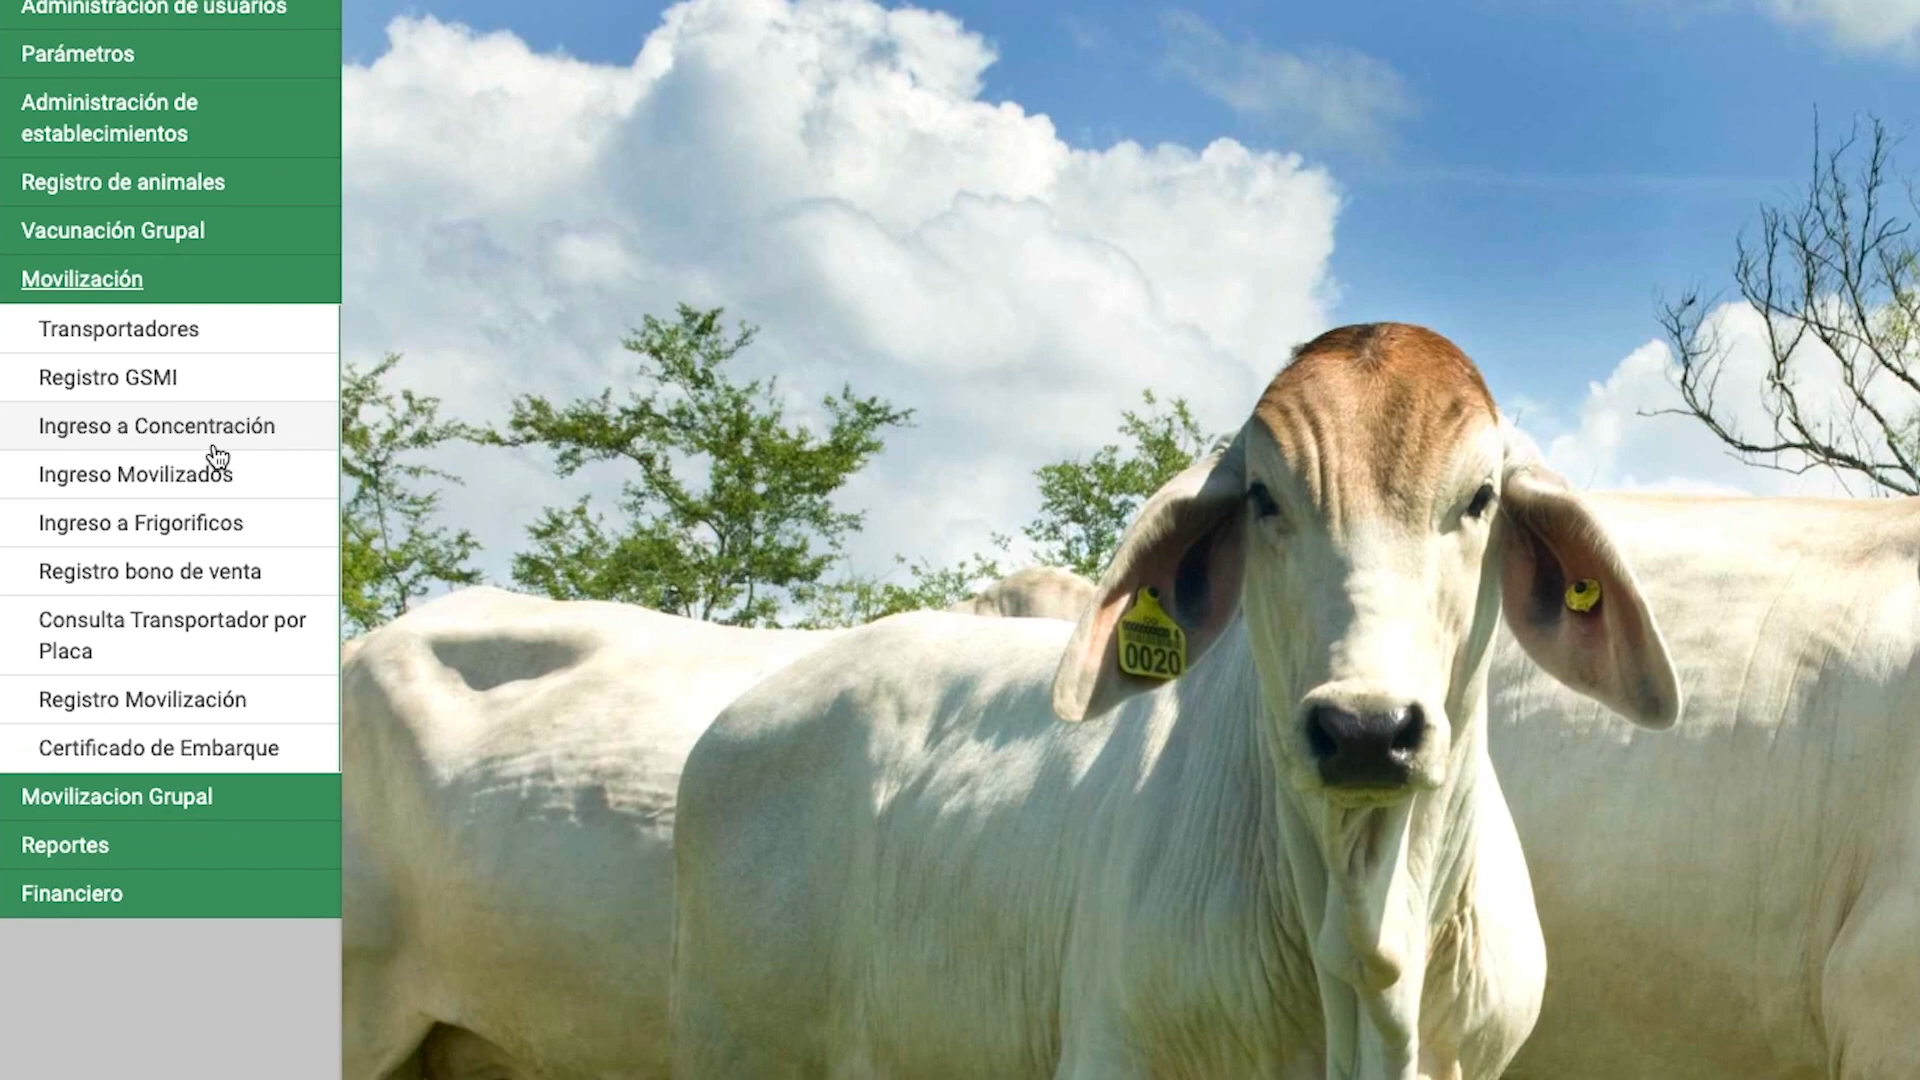 Administración de usuarios
Parámetros
Administración de
establecimientos
Registro de animales
Vacunación Grupal
Movilización
Transportadores
Registro GSMI
Ingreso a Concentración
Ingreso Movilizados
Ingreso a Frigorificos
Registro bono de venta
Consulta Transportador por
Placa
Registro Movilización
Certificado de Embarque
Movilizacion Grupal
Reportes
Financiero
0020